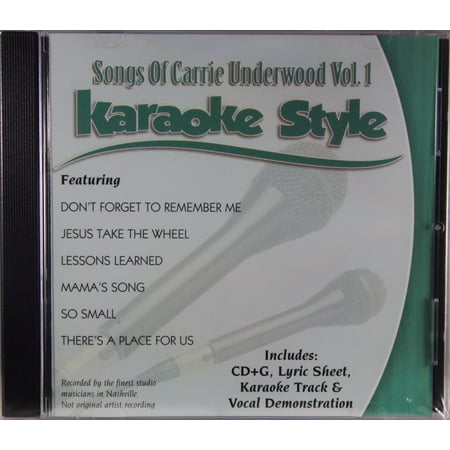 Songs Of Carrie Underwood Vol. 1
Karaoke Style
Featuring
DON'T FORGET TO REMEMBER ME
JESUS TAKE THE WHEEL
LESSONS LEARNED
MAMA'S SONG
SO SMALL
THERE'S A PLACE FOR US
Includes:
CD+G, Lyric Sheet,
Karaoke Track &
Vocal Demonstration
Recorded by the finest studio
musicians in Nashville.
Not original artist recording